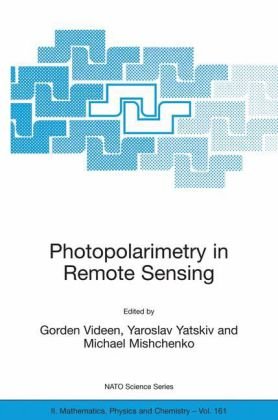 Photopolarimetry in
Remote Sensing
Edited by
Gorden Videen, Yaroslav Yatskiv and
Michael Mishchenko
NATO Science Series
II. Mathematics, Physics and Chemistry – Vol. 161